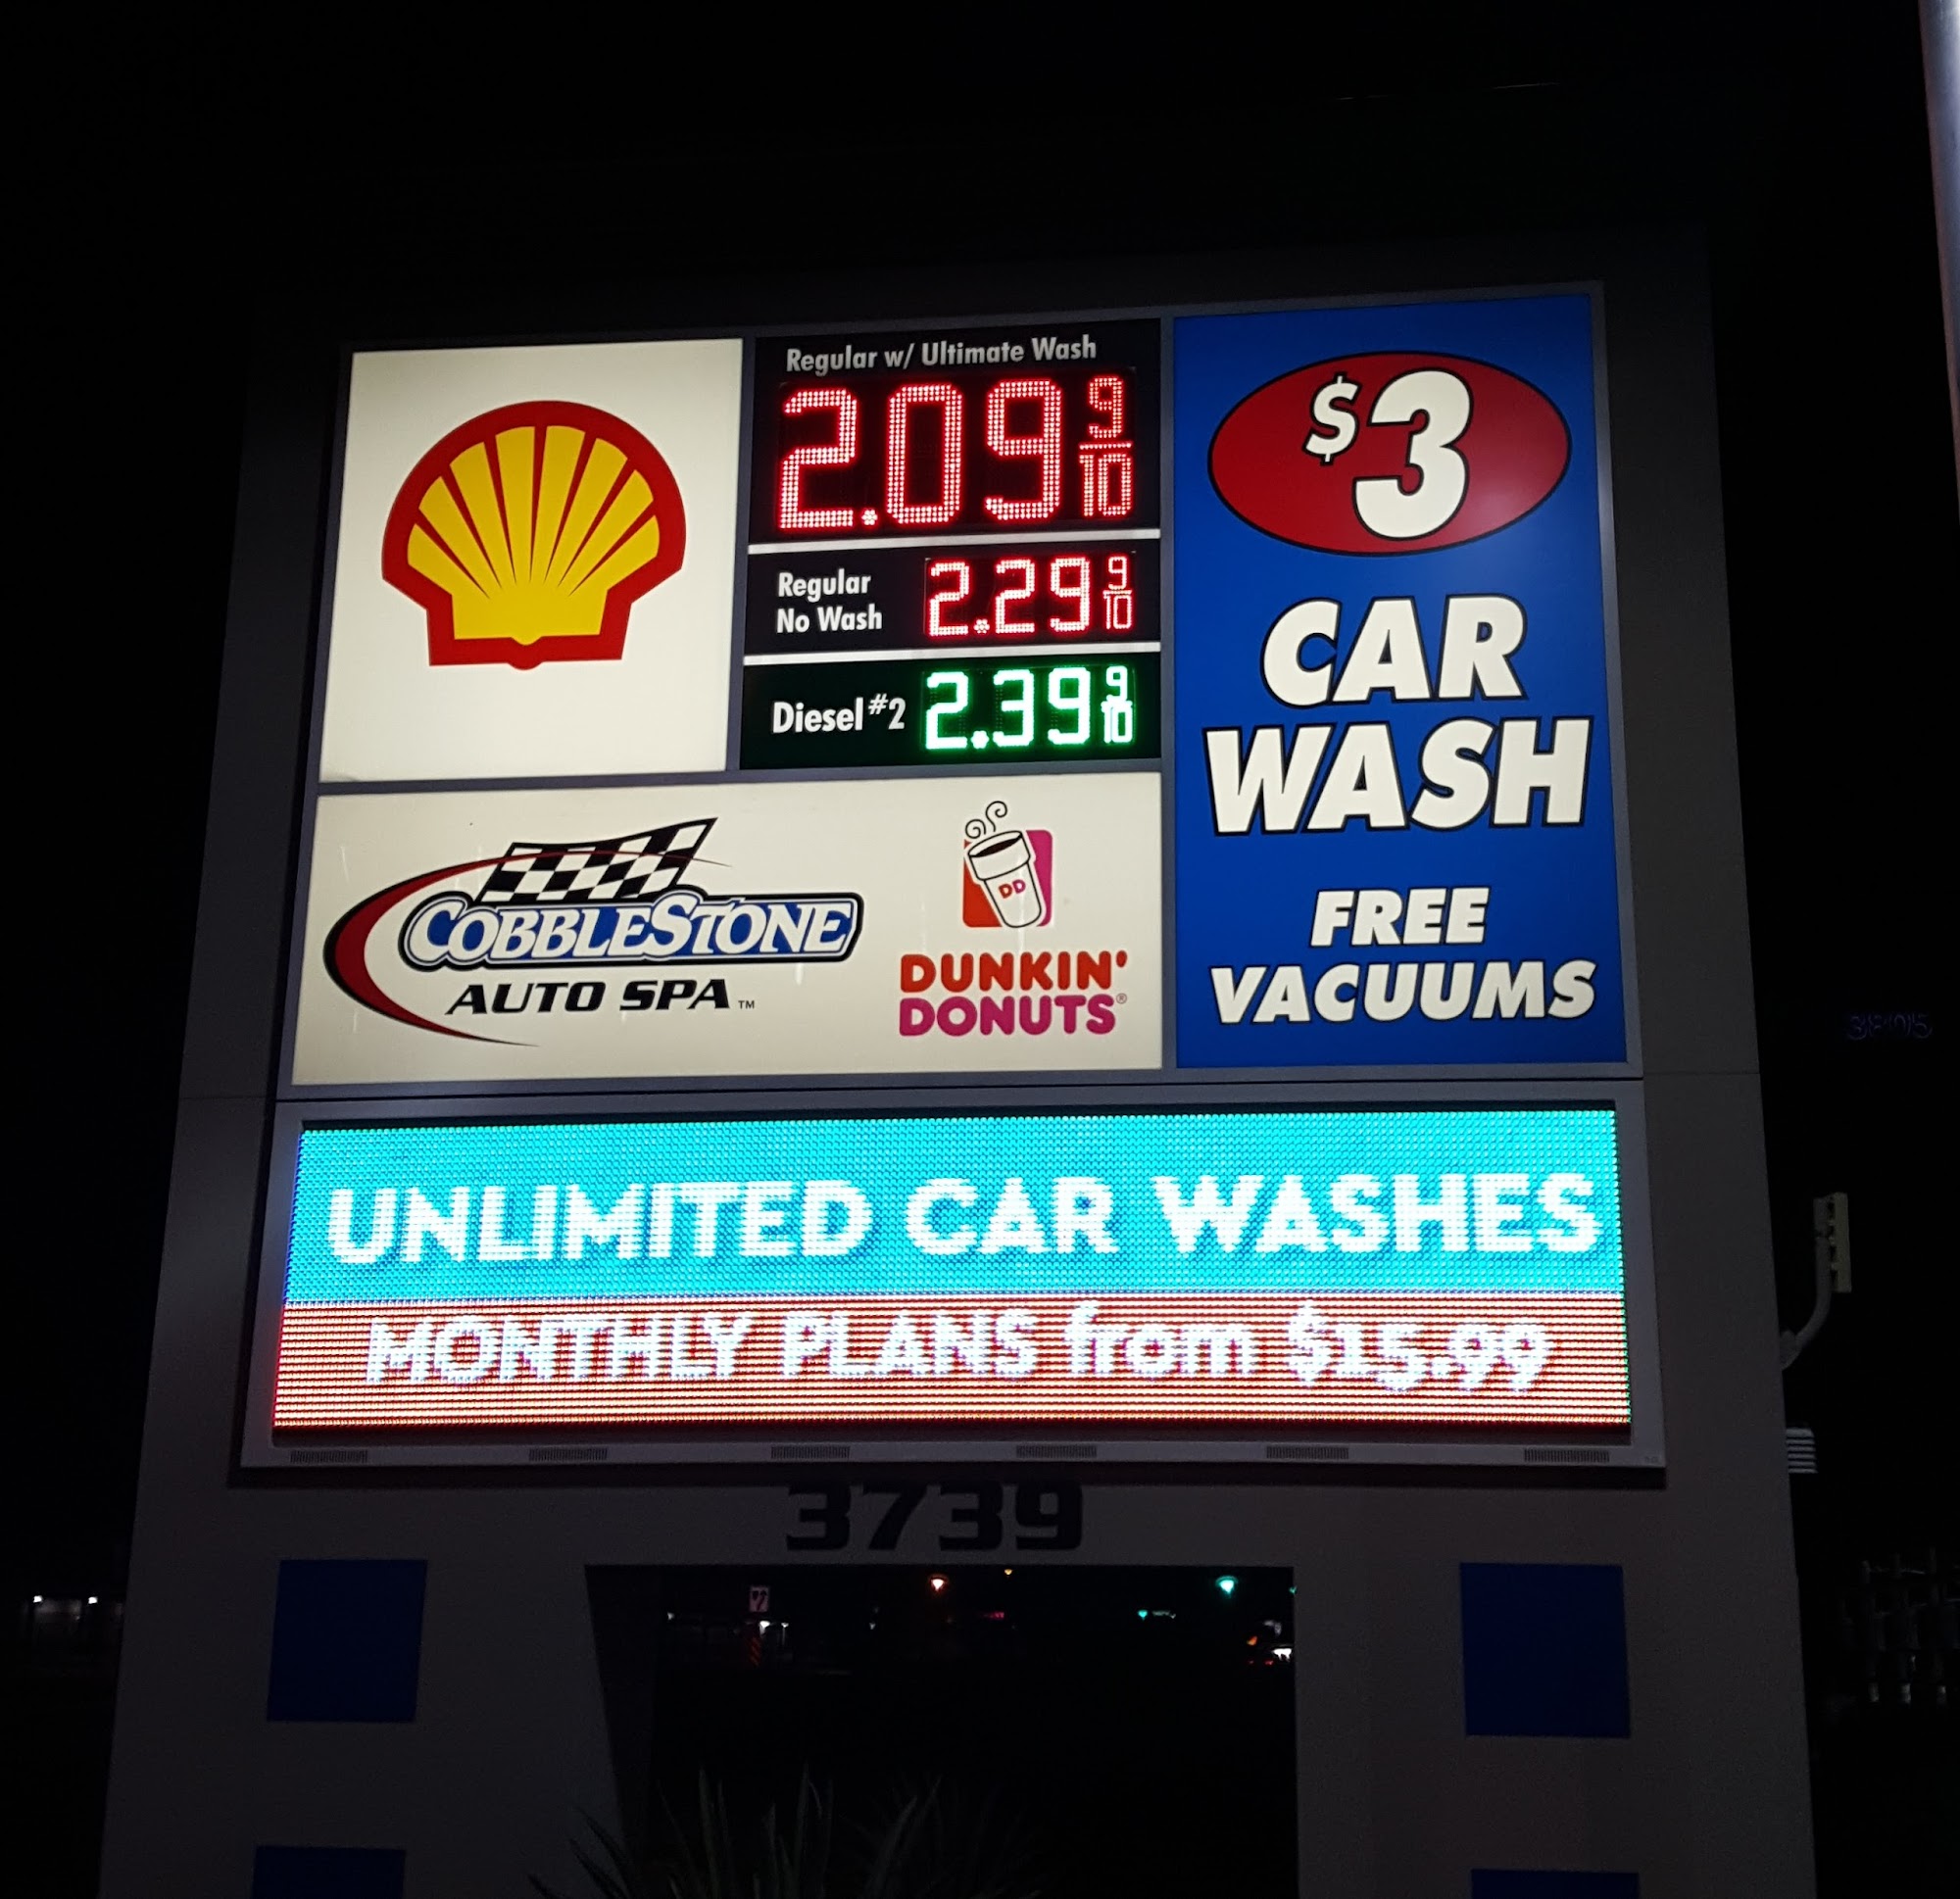 Regular w/ Ultimate Wash
2.09 9/10
Regular
No Wash
2.29 9/10
Diesel #2
2.39 9/10
$3
CAR
WASH
FREE
VACUUMS
COBBLESTONE
AUTO SPA™
DD
DUNKIN'
DONUTS®
UNLIMITED CAR WASHES
MONTHLY PLANS from $15.99
3739